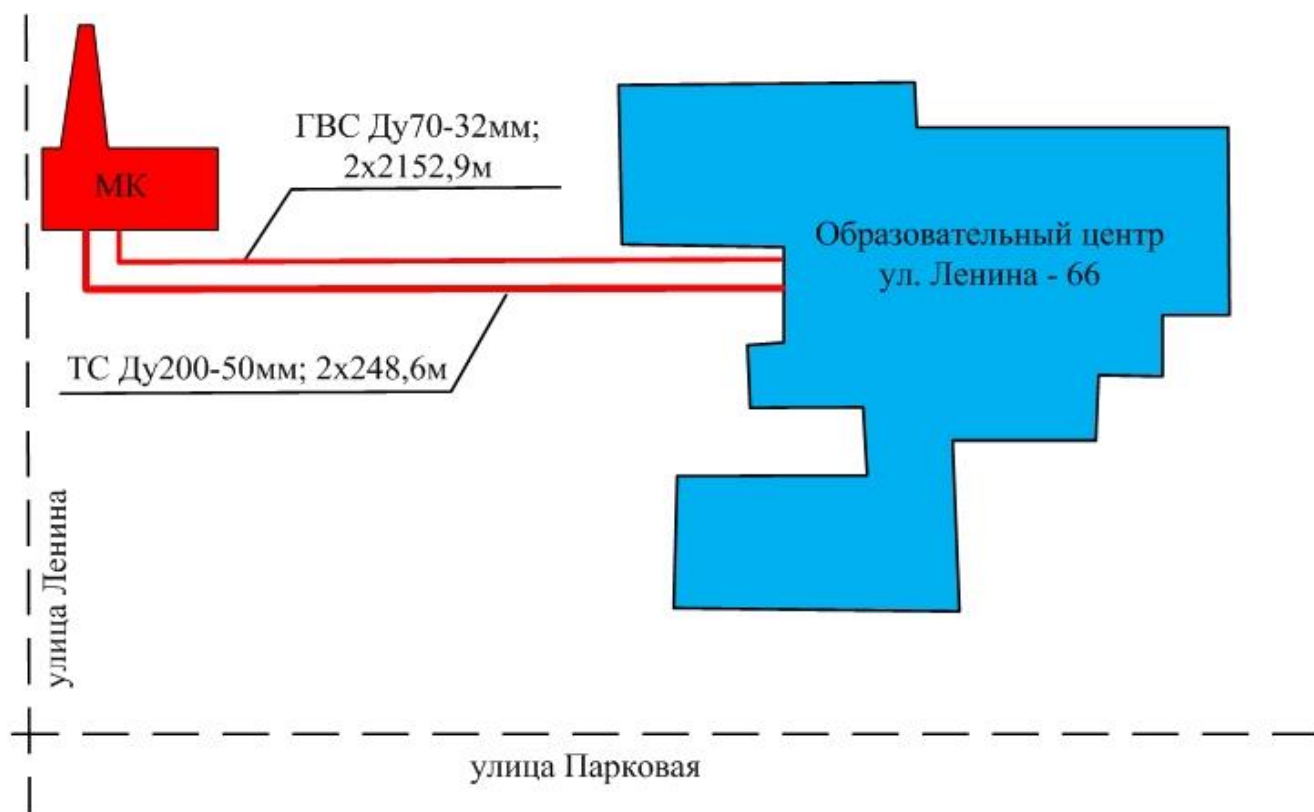 ГВС Ду70-32мм;
2х2152,9м
МК
Образовательный центр
ул. Ленина - 66
ТС Ду200-50мм; 2х248,6м
улица Ленина
улица Парковая